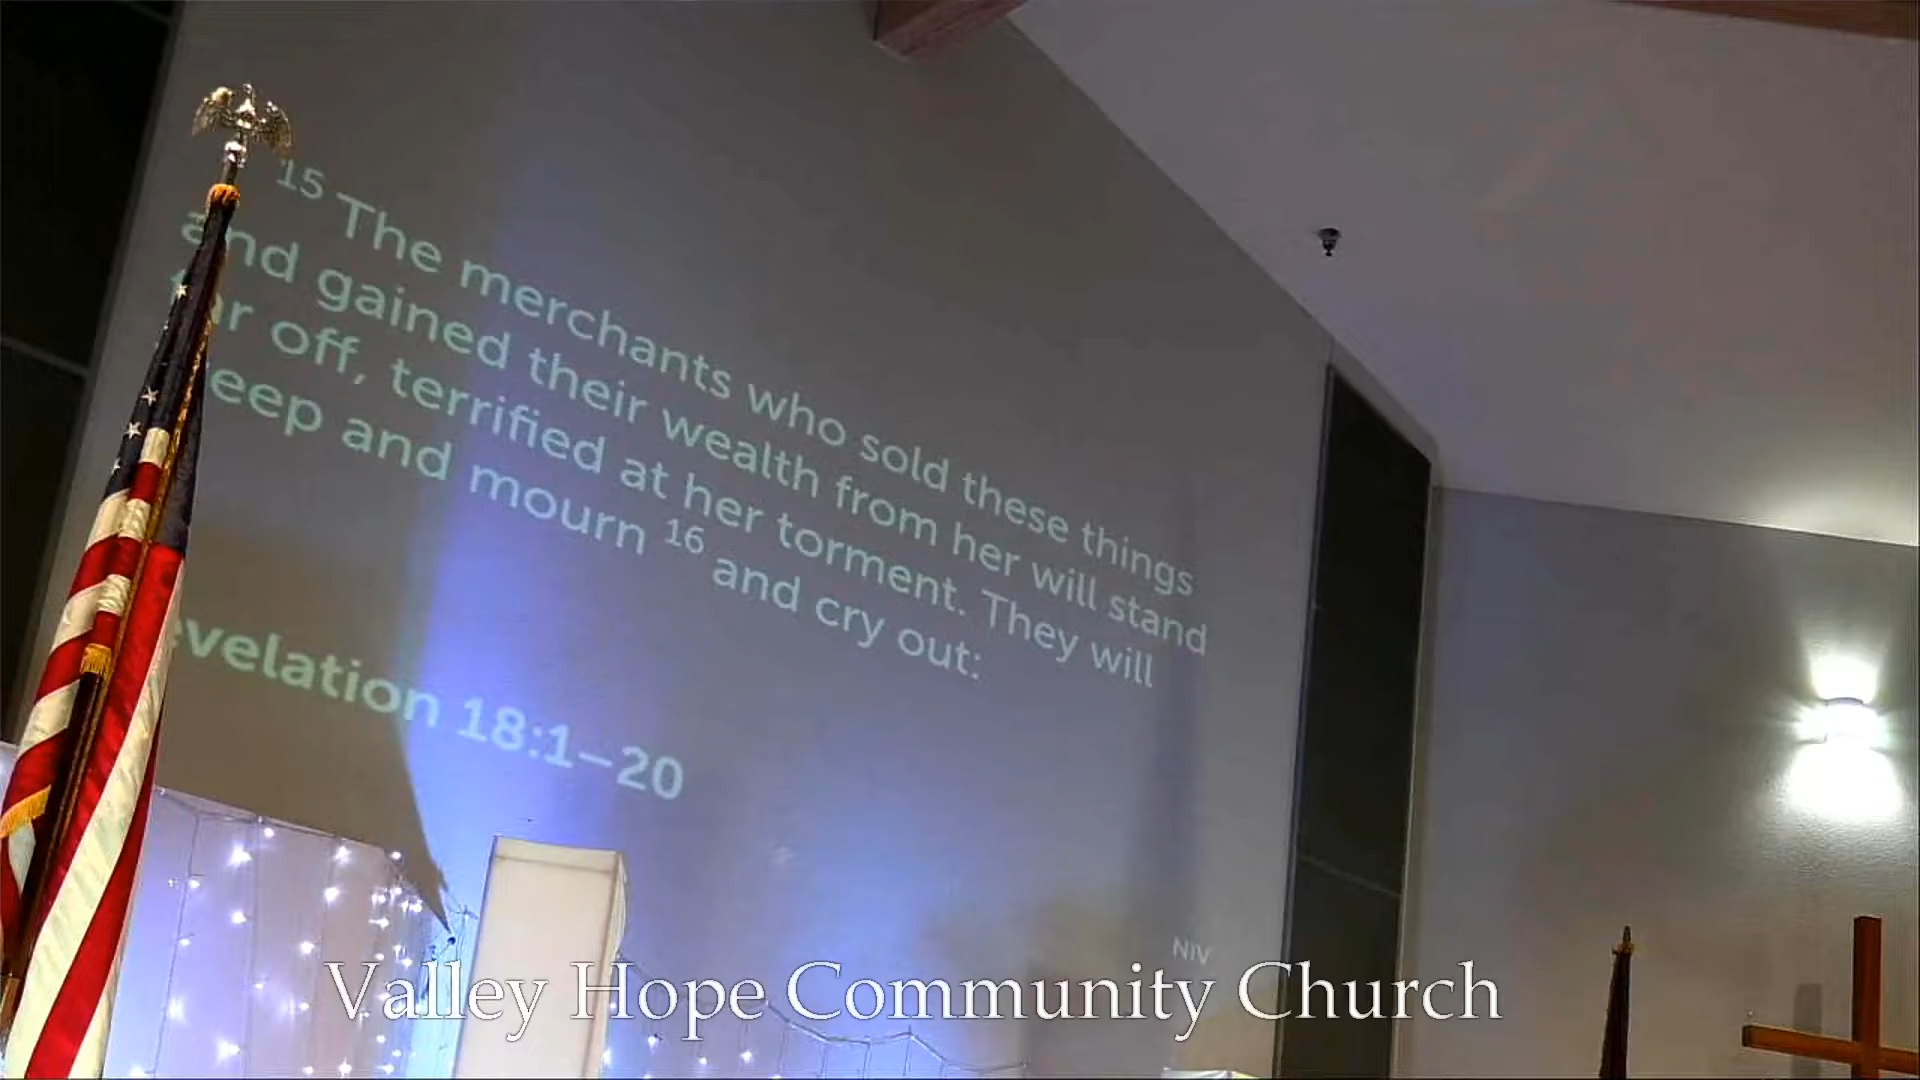 15 The merchants who sold these things
and gained their wealth from her will stand
off, terrified at her torment. They will
and mourn 16 and cry out:
Revelation 18:1–20
NIV
Valley Hope Community Church